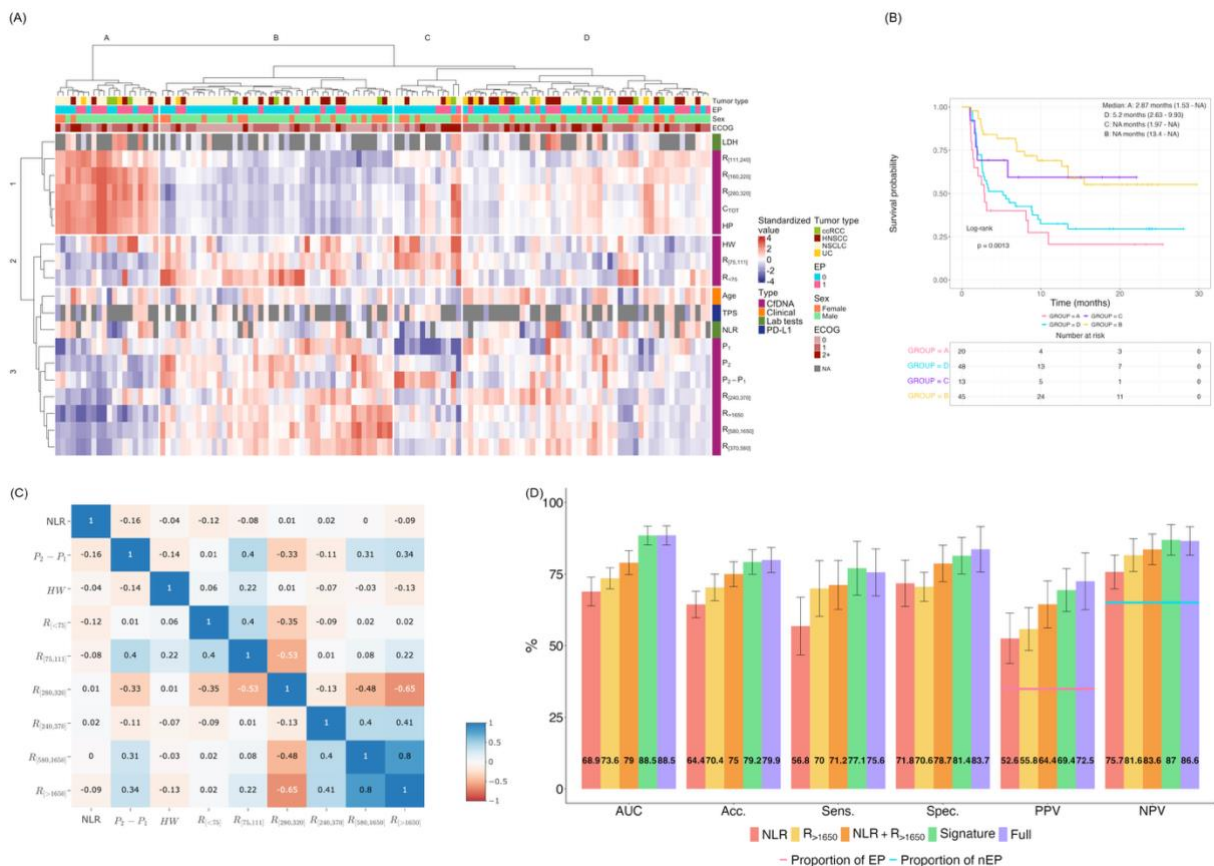 (A)
A B C D
Tumor type
EP
Sex
ECOG
LDH
R[111,240]
R[160,320]
R[280,320]
HP
HW
R[75,111]
R<75
Age
TPS
NLR
P1
P2
P2 − P1
R[240,370]
R>1650
R[580,1650]
R[370,580]
1
2
3
Standardized
value
4
2
0
-2
-4
Type
CfDNA
Clinical
Lab tests
PD-L1
Tumor type
ccRCC
HNSCC
NSCLC
UC
EP
0
1
Sex
Female
Male
ECOG
0
1
2+
NA
(B)
Median: A: 2.87 months (1.53 - NA)
D: 5.2 months (2.63 - 9.93)
C: NA months (1.97 - NA)
B: NA months (13.4 - NA)
Survival probability
1.00
0.75
0.50
0.25
0.00
Log-rank
p = 0.0013
0 10 20 30
Time (months)
GROUP = A GROUP = C
GROUP = D GROUP = B
Number at risk
GROUP = A 20 4 3 0
GROUP = D 48 13 7 0
GROUP = C 13 5 1 0
GROUP = B 45 24 11 0
(C)
NLR 1 -0.16 -0.04 -0.12 -0.08 0.01 0.02 0 -0.09
P2 − P1 -0.16 1 -0.14 0.01 0.4 -0.33 -0.11 0.31 0.34
HW -0.04 -0.14 1 0.06 0.22 0.01 -0.07 -0.03 -0.13
R[<75] -0.12 0.01 0.06 1 0.4 -0.35 -0.09 0.02 0.02
R[75,111] -0.08 0.4 0.22 0.4 1 -0.53 0.01 0.08 0.22
R[280,320] 0.01 -0.33 0.01 -0.35 -0.53 1 -0.13 -0.48 -0.65
R[240,370] 0.02 -0.11 -0.07 -0.09 0.01 -0.13 1 0.4 0.41
R[580,1650] 0 0.31 -0.03 0.02 0.08 -0.48 0.4 1 0.8
R[>1650] -0.09 0.34 -0.13 0.02 0.22 -0.65 0.41 0.8 1
NLR P2 − P1 HW R[<75] R[75,111] R[280,320] R[240,370] R[580,1650] R[>1650]
1
0.5
0
−0.5
−1
(D)
100
75
50
25
0
%
68.9 73.6 79 88.5 88.5
64.4 70.4 75 79.2 79.9
56.8 70 71.2 77.1 75.6
71.8 70.6 78.7 81.4 83.7
52.6 55.8 64.4 69.4 72.5
75.7 81.6 83.6 87 86.6
AUC Acc. Sens. Spec. PPV NPV
NLR R>1650 NLR + R>1650 Signature Full
Proportion of EP Proportion of nEP